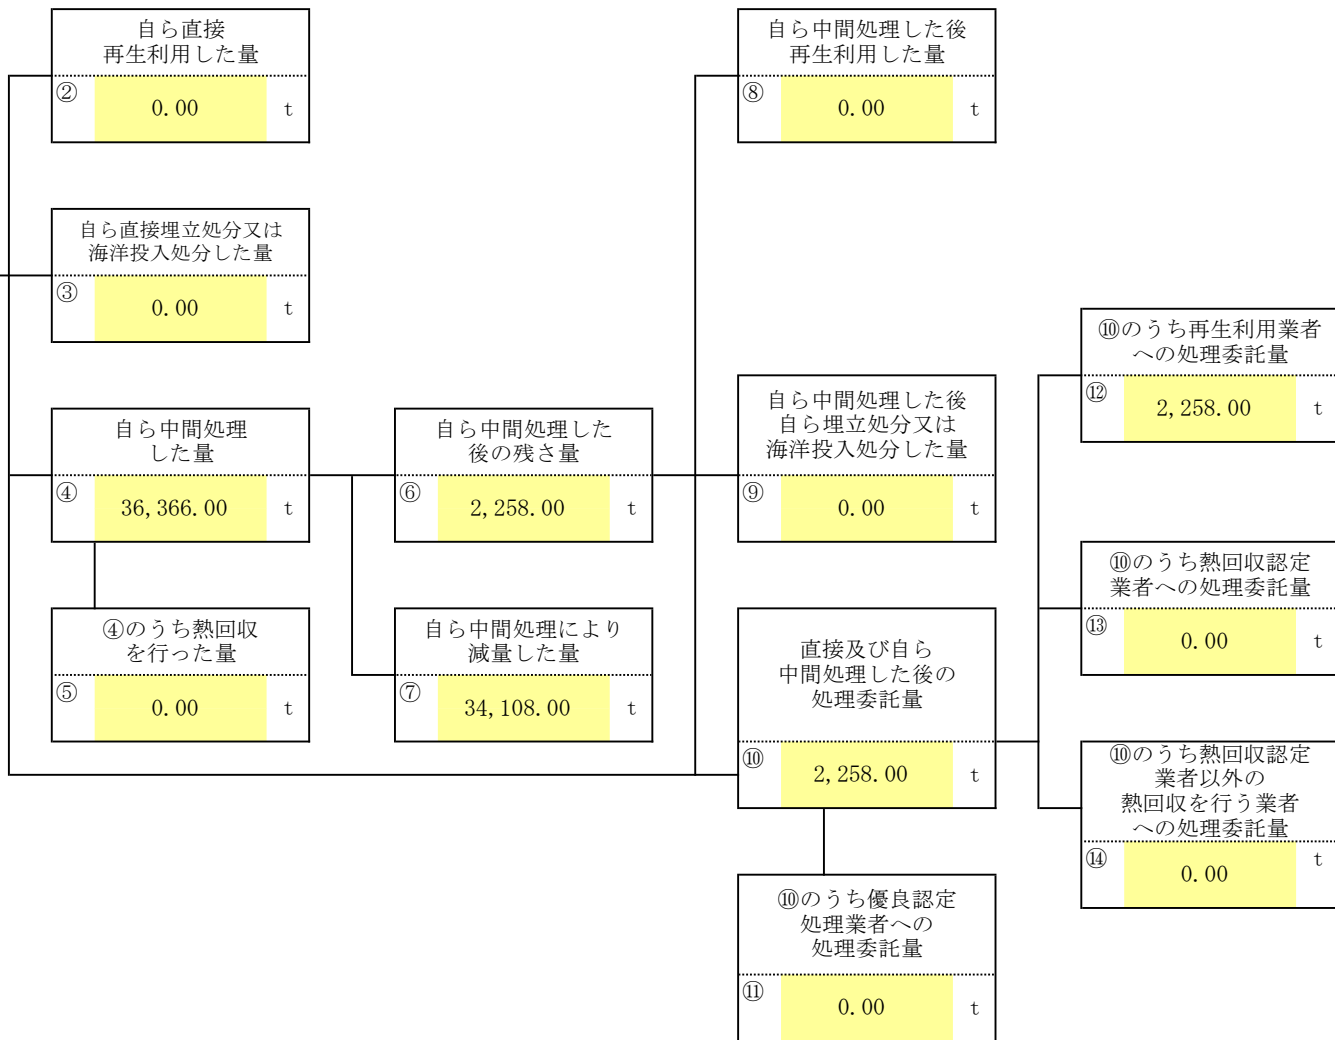 自ら直接
再生利用した量
② 0.00 t
自ら中間処理した後
再生利用した量
⑧ 0.00 t
自ら直接埋立処分又は
海洋投入処分した量
③ 0.00 t
自ら中間処理
した量
④ 36,366.00 t
自ら中間処理した
後の残さ量
⑥ 2,258.00 t
自ら中間処理した後
自ら埋立処分又は
海洋投入処分した量
⑨ 0.00 t
⑩のうち再生利用業者
への処理委託量
⑫ 2,258.00 t
④のうち熱回収
を行った量
⑤ 0.00 t
自ら中間処理により
減量した量
⑦ 34,108.00 t
直接及び自ら
中間処理した後の
処理委託量
⑩ 2,258.00 t
⑩のうち熱回収認定
業者への処理委託量
⑬ 0.00 t
⑩のうち熱回収認定
業者以外の
熱回収を行う業者
への処理委託量
⑭ 0.00 t
⑩のうち優良認定
処理業者への
処理委託量
⑪ 0.00 t